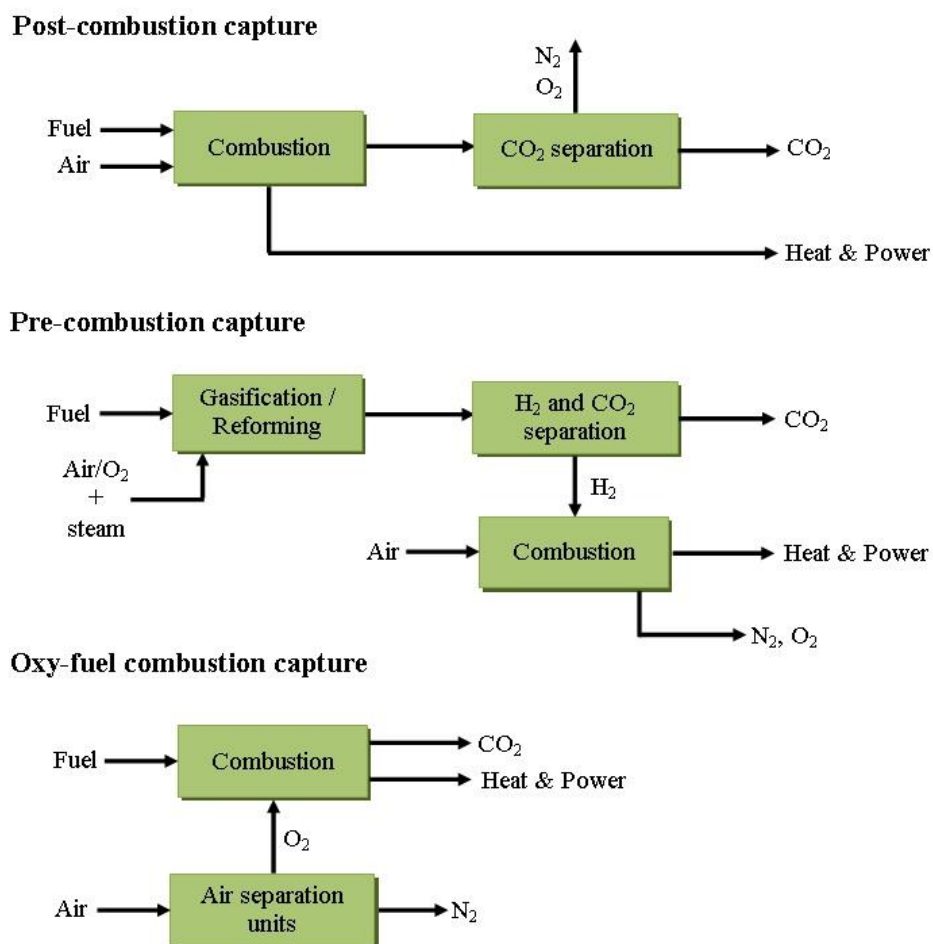 Post-combustion capture
N₂
O₂
Fuel
Air
Combustion
CO₂ separation
CO₂
Heat & Power
Pre-combustion capture
Fuel
Gasification /
Reforming
H₂ and CO₂
separation
CO₂
Air/O₂
+
steam
H₂
Air
Combustion
Heat & Power
N₂, O₂
Oxy-fuel combustion capture
Fuel
Combustion
CO₂
Heat & Power
O₂
Air
Air separation
units
N₂